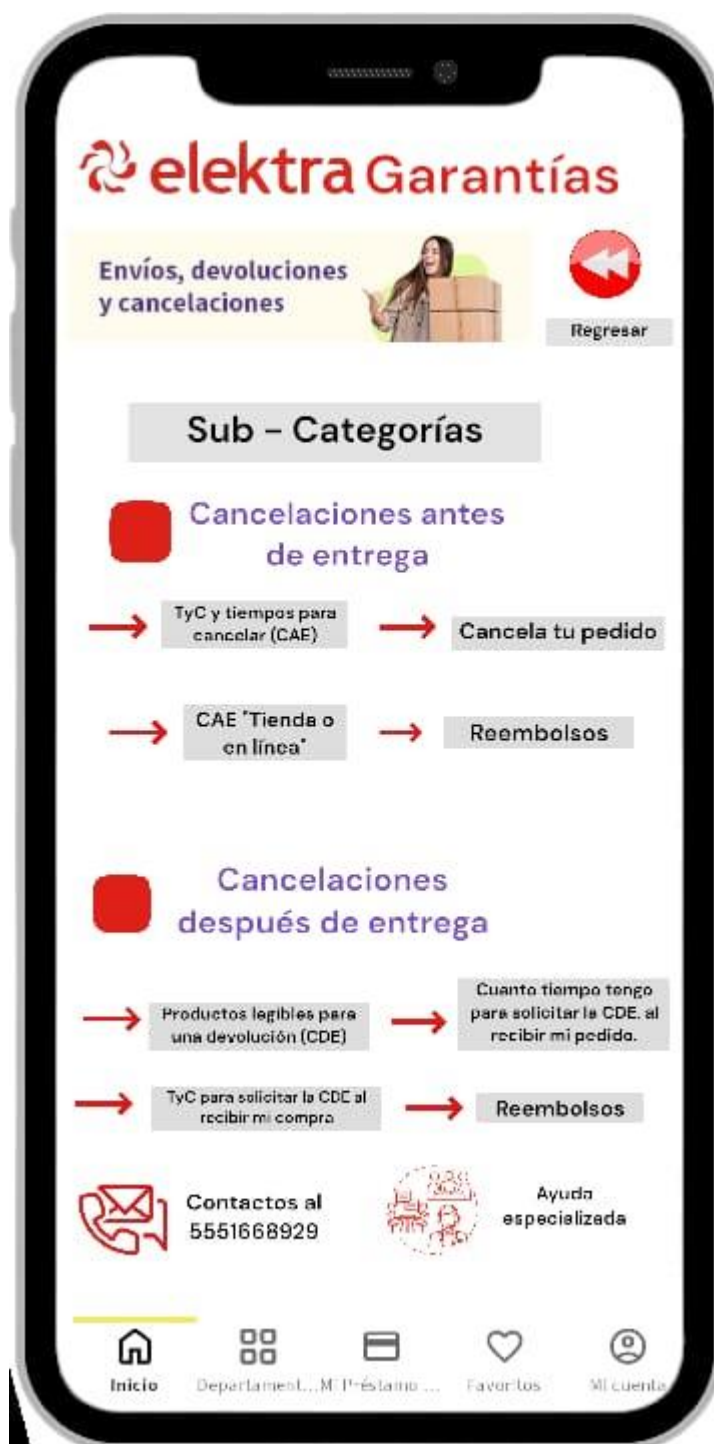 elektra Garantías
Envíos, devoluciones
y cancelaciones
Regresar
Sub - Categorías
Cancelaciones antes
de entrega
TyC y tiempos para
cancelar (CAE)
Cancela tu pedido
CAE "Tienda o
en línea"
Reembolsos
Cancelaciones
después de entrega
Productos legibles para
una devolución (CDE)
Cuanto tiempo tengo
para solicitar la CDE, al
recibir mi pedido.
TyC para solicitar la CDE al
recibir mi compra
Reembolsos
Contactos al
5551668929
Ayuda
especializada
Inicio
Departament...
Mi Préstamo ...
Favoritos
Mi cuenta